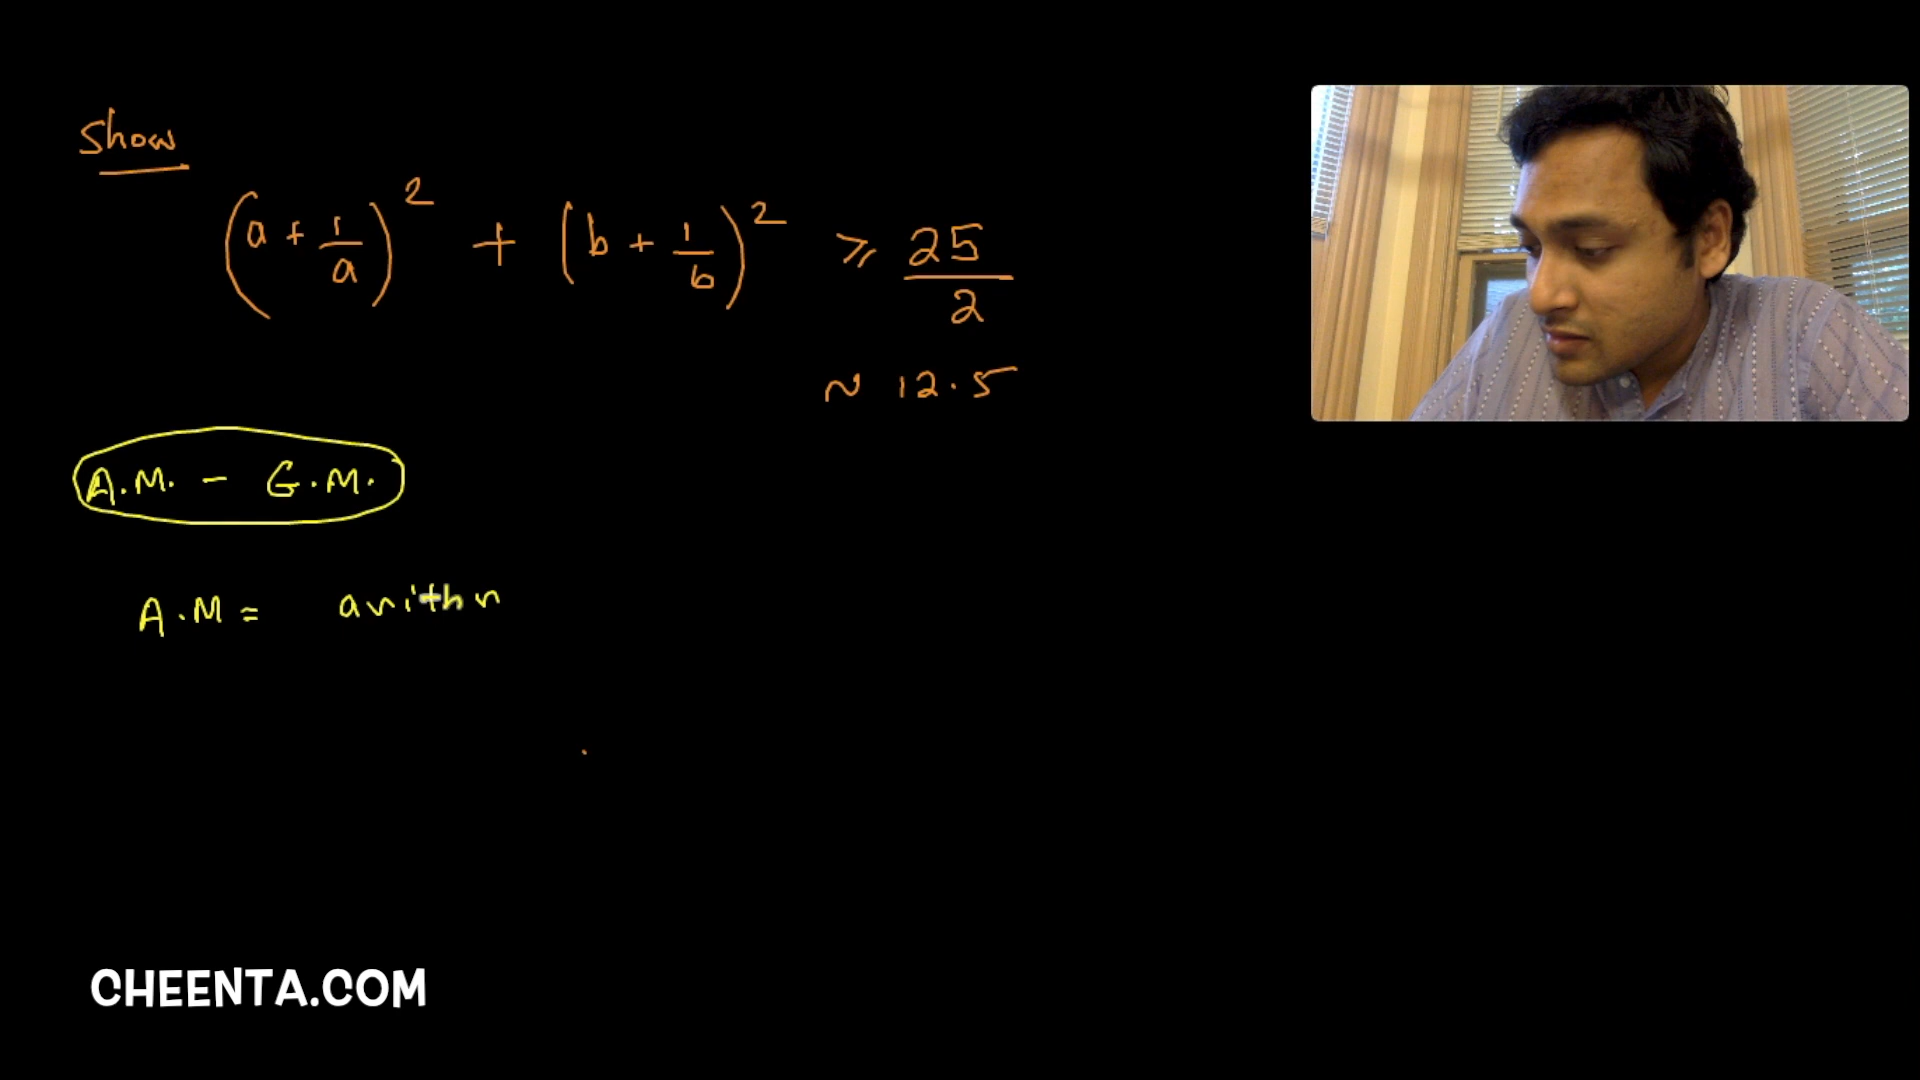 Show
(a + 1/a)² + (b + 1/b)² ≥ 25/2
~ 12.5
A.M. - G.M.
A.M = arithm
CHEENTA.COM